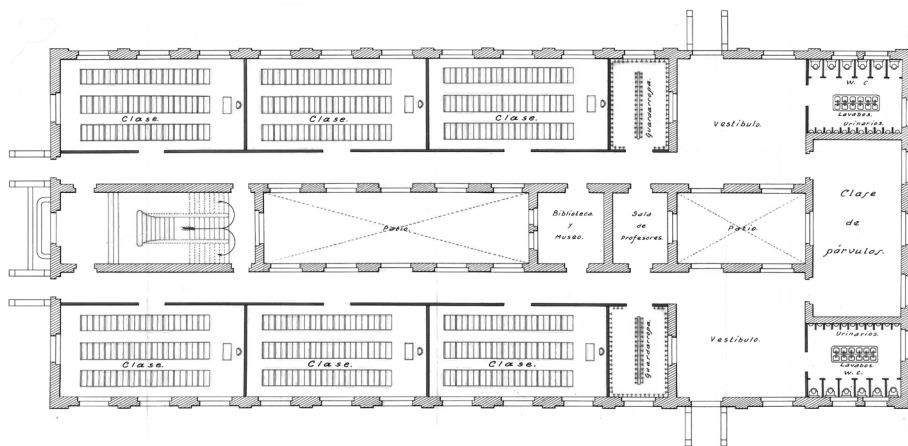 Clase.
Clase.
Clase.
Guardarropa.
Vestíbulo.
W. C.
Lavabos.
Urinarios.
Patio.
Biblioteca
y
Museo.
Sala
de
Profesores.
Patio.
Clase
de
párvulos.
Clase.
Clase.
Clase.
Guardarropa.
Vestíbulo.
Urinarios.
Lavabos.
W. C.